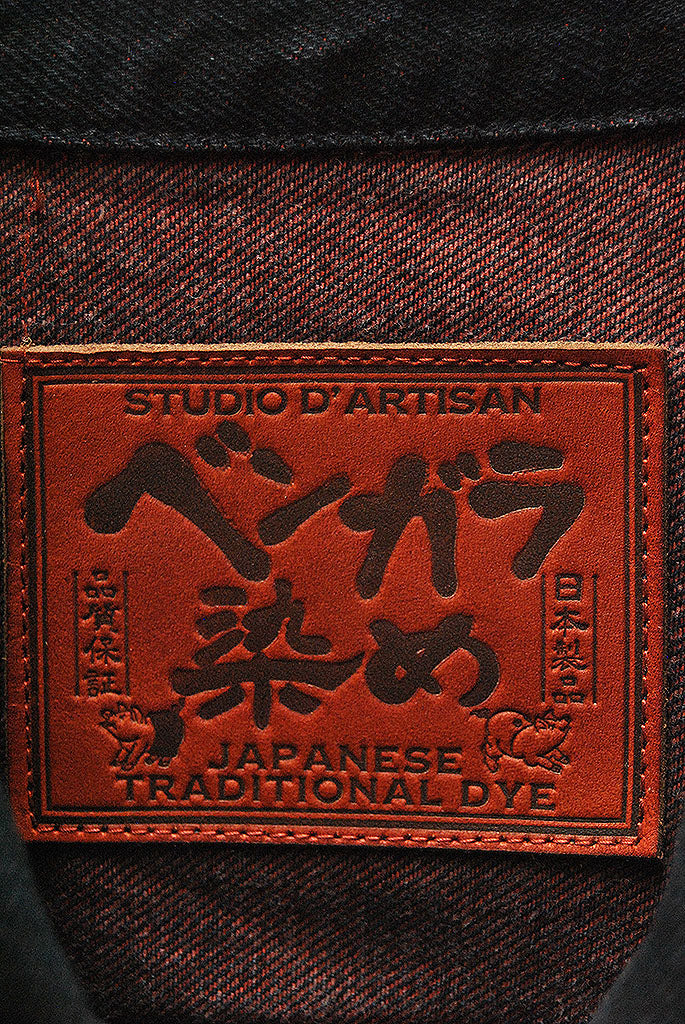 STUDIO D'ARTISAN
ベンガラ
染め
品質保証
日本製品
JAPANESE
TRADITIONAL DYE